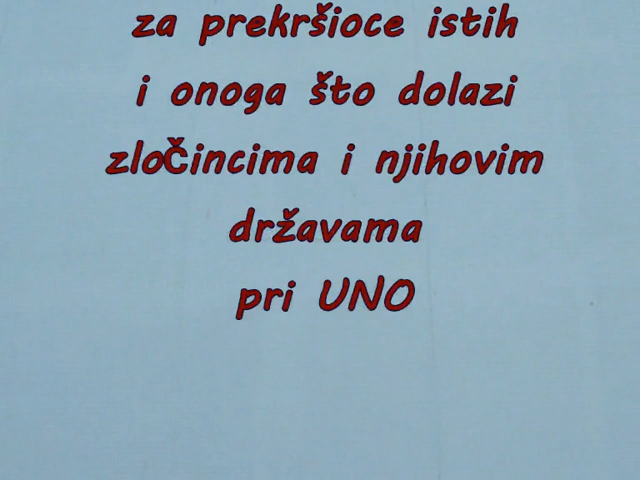 za prekršioce istih
i onoga što dolazi
zločincima i njihovim
državama
pri UNO